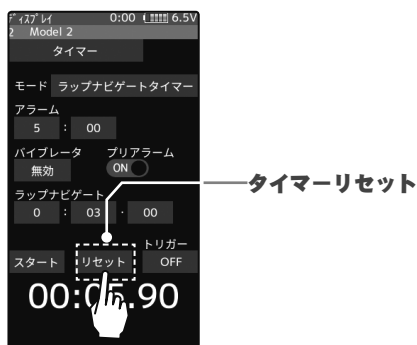 ディスプレイ 0:00 6.5V
2 Model 2
タイマー
モード ラップナビゲートタイマー
アラーム
5 : 00
バイブレータ プリアラーム
無効 ON
ラップナビゲート
0 : 03 . 00
タイマーリセット
トリガー
スタート リセット OFF
00:05.90